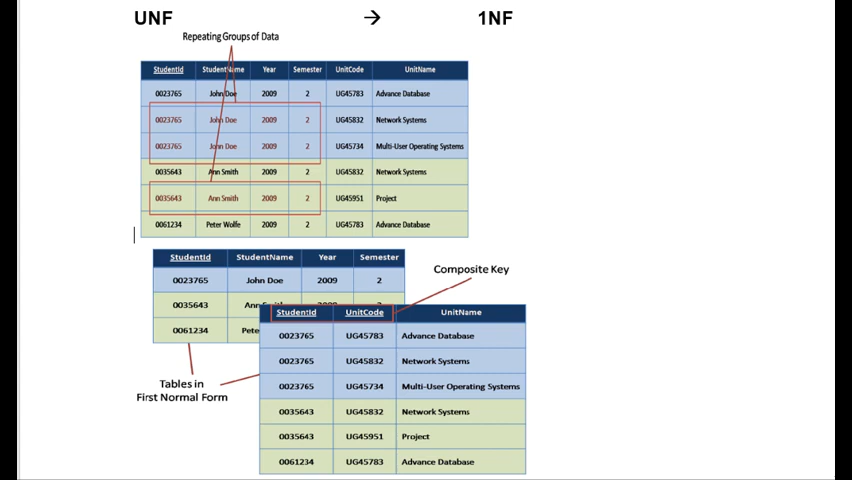 UNF → 1NF
Repeating Groups of Data
StudentId StudentName Year Semester UnitCode UnitName
0023765 John Doe 2009 2 UG45783 Advance Database
0023765 John Doe 2009 2 UG45832 Network Systems
0023765 John Doe 2009 2 UG45734 Multi-User Operating Systems
0035643 Ann Smith 2009 2 UG45832 Network Systems
0035643 Ann Smith 2009 2 UG45951 Project
0061234 Peter Wolfe 2009 2 UG45783 Advance Database
StudentId StudentName Year Semester
0023765 John Doe 2009 2
0035643
0061234 Pete
Composite Key
StudentId UnitCode UnitName
0023765 UG45783 Advance Database
0023765 UG45832 Network Systems
0023765 UG45734 Multi-User Operating Systems
0035643 UG45832 Network Systems
0035643 UG45951 Project
0061234 UG45783 Advance Database
Tables in
First Normal Form